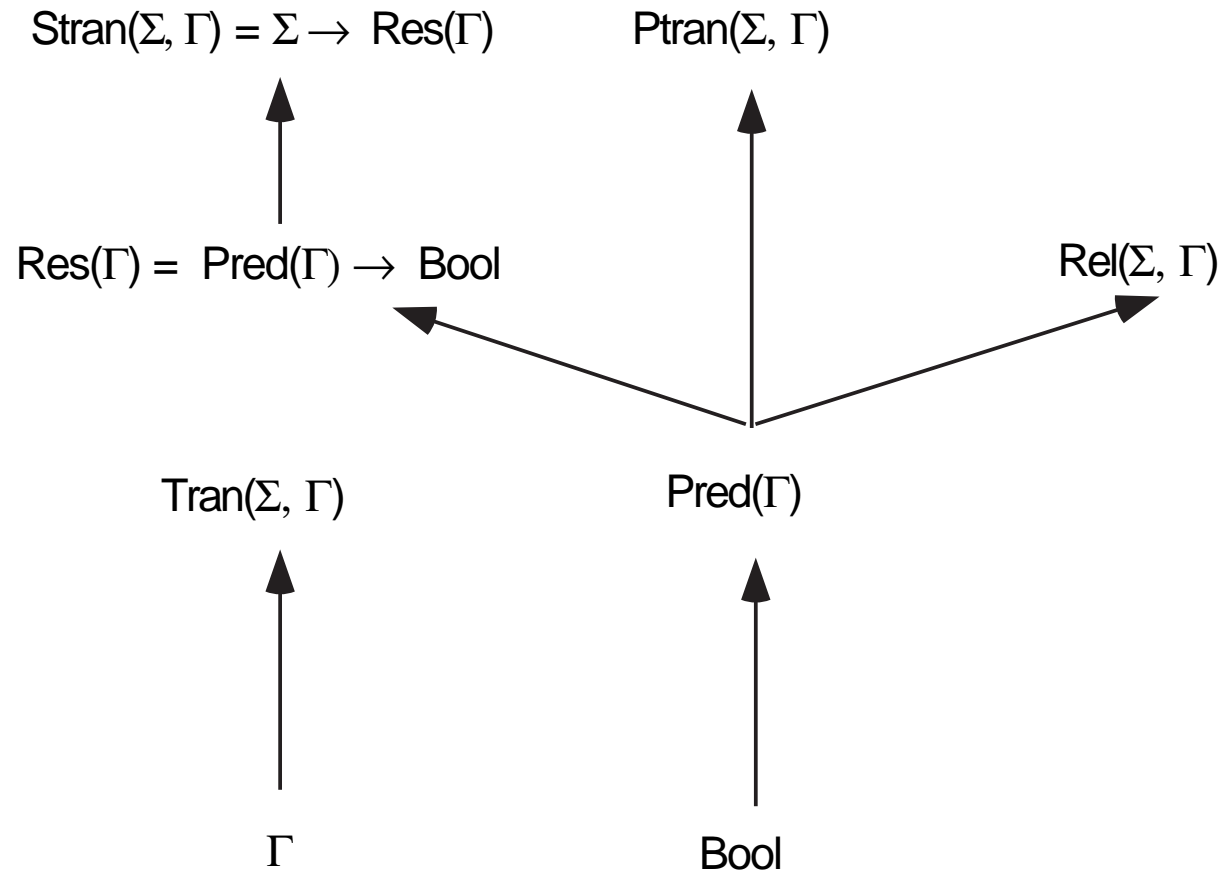 Stran(Σ, Γ) = Σ → Res(Γ)
Ptran(Σ, Γ)
Res(Γ) = Pred(Γ) → Bool
Rel(Σ, Γ)
Tran(Σ, Γ)
Pred(Γ)
Γ
Bool